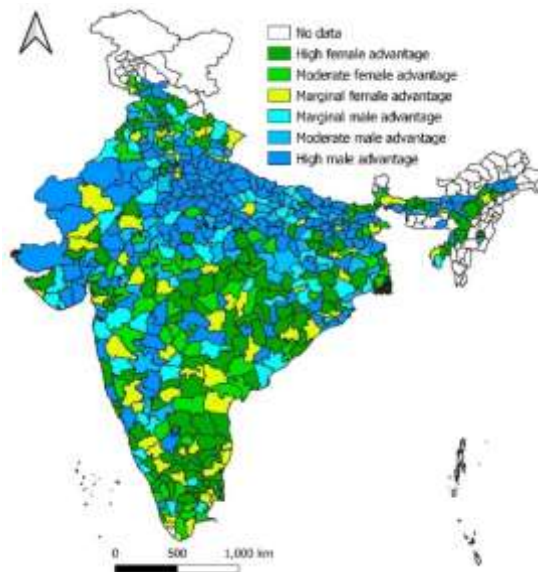 No data
High female advantage
Moderate female advantage
Marginal female advantage
Marginal male advantage
Moderate male advantage
High male advantage
0 500 1,000 km